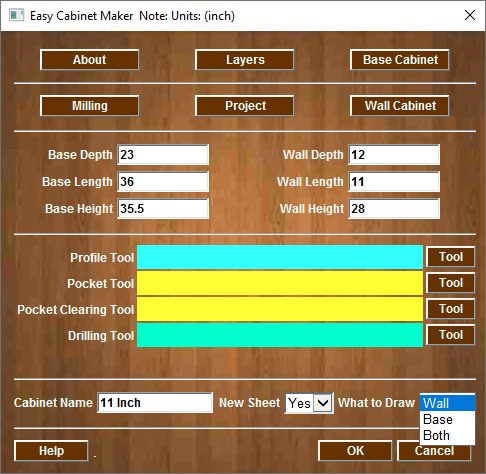 Easy Cabinet Maker Note: Units: (inch)
About Layers Base Cabinet
Milling Project Wall Cabinet
Base Depth 23 Wall Depth 12
Base Length 36 Wall Length 11
Base Height 35.5 Wall Height 28
Profile Tool Tool
Pocket Tool Tool
Pocket Clearing Tool Tool
Drilling Tool Tool
Cabinet Name 11 Inch New Sheet Yes What to Draw Wall
Base
Both
Help . OK Cancel